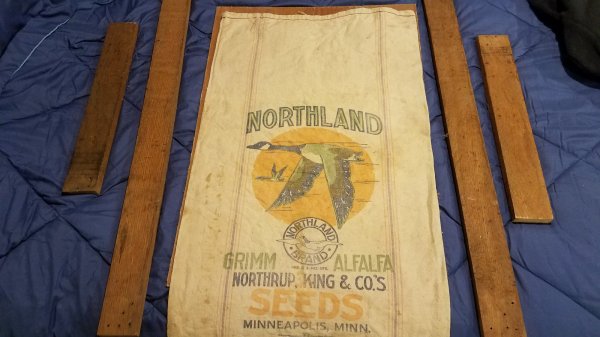 NORTHLAND
NORTHLAND
BRAND
GRIMM ALFALFA
NORTHRUP, KING & CO.'S
SEEDS
MINNEAPOLIS, MINN.